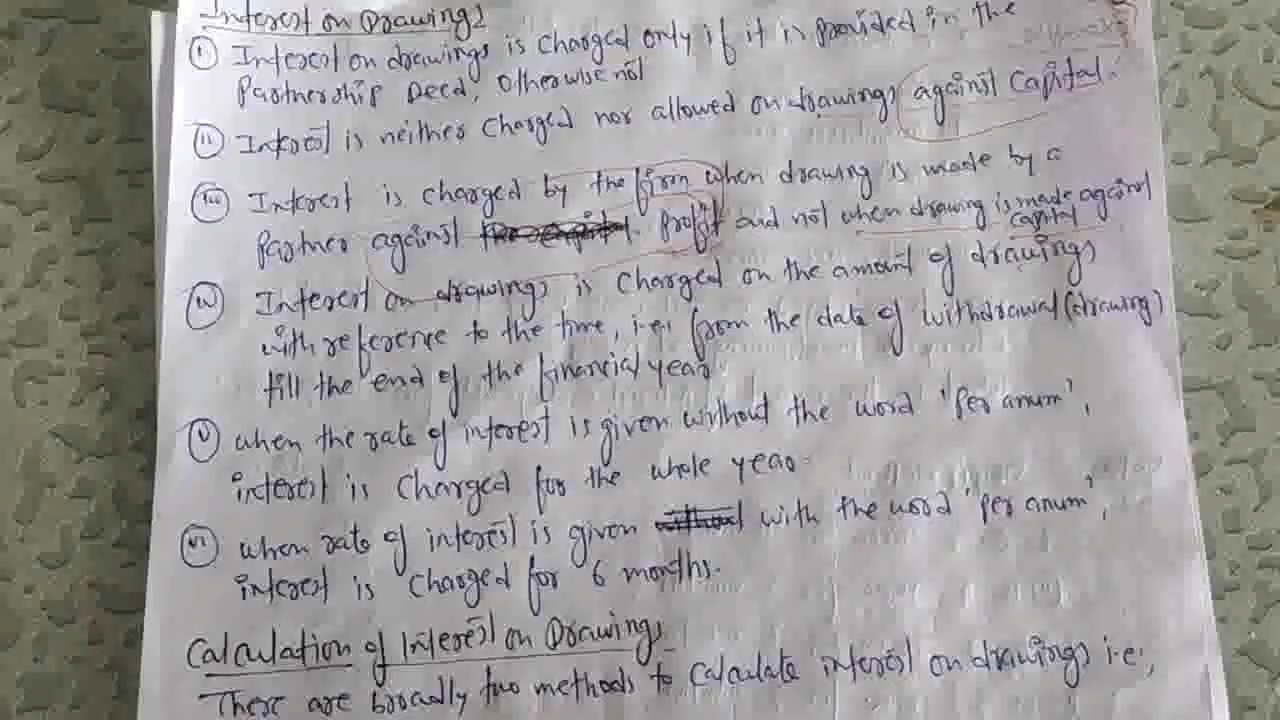 Interest on Drawings
(i) Interest on drawings is charged only if it is provided in the
Partnership Deed, Otherwise not
(ii) Interest is neither charged nor allowed on drawings against Capital.
(iii) Interest is charged by the firm when drawing is made by a
Partner against Profit and not when drawing is made against
capital
(iv) Interest on drawings is charged on the amount of drawings
with reference to the time, i.e. from the date of withdrawal (drawing)
till the end of the financial year
(v) when the rate of interest is given without the word 'Per anum',
interest is charged for the whole year
(vi) when rate of interest is given with the word 'per anum',
interest is charged for 6 months.
Calculation of Interest on Drawings
There are broadly two methods to calculate interest on drawings i.e.,